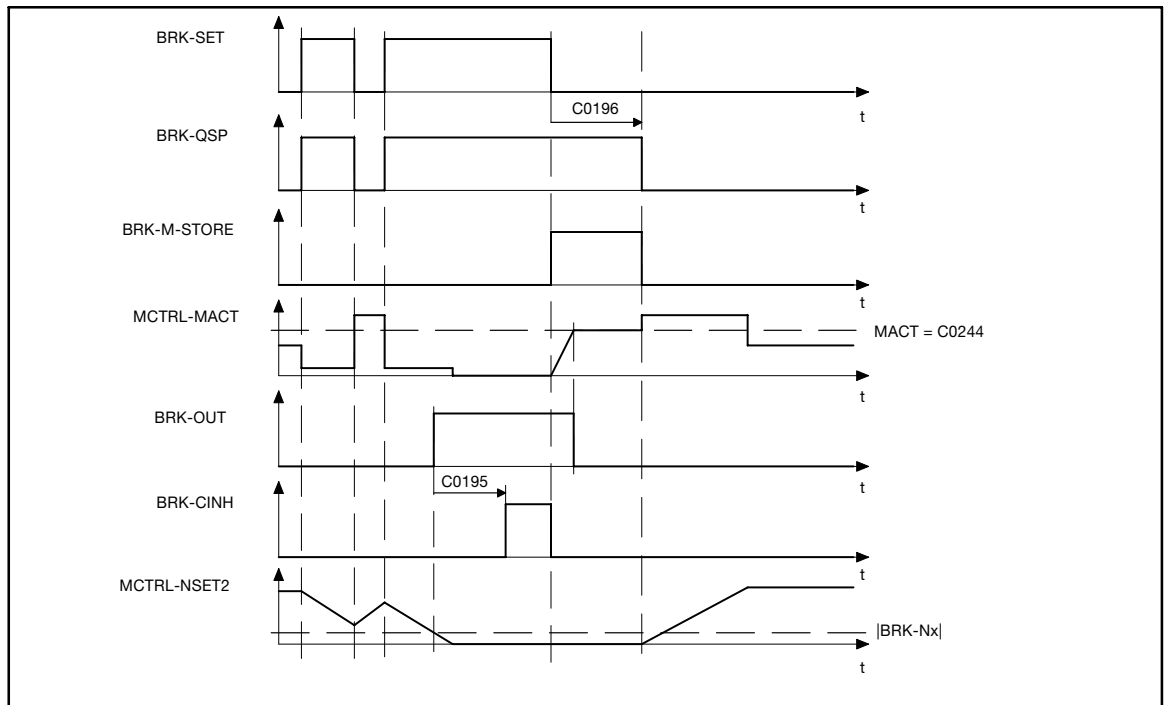 BRK-SET
t
C0196
BRK-QSP
t
BRK-M-STORE
t
MCTRL-MACT
MACT = C0244
t
BRK-OUT
t
C0195
BRK-CINH
t
MCTRL-NSET2
|BRK-Nx|
t